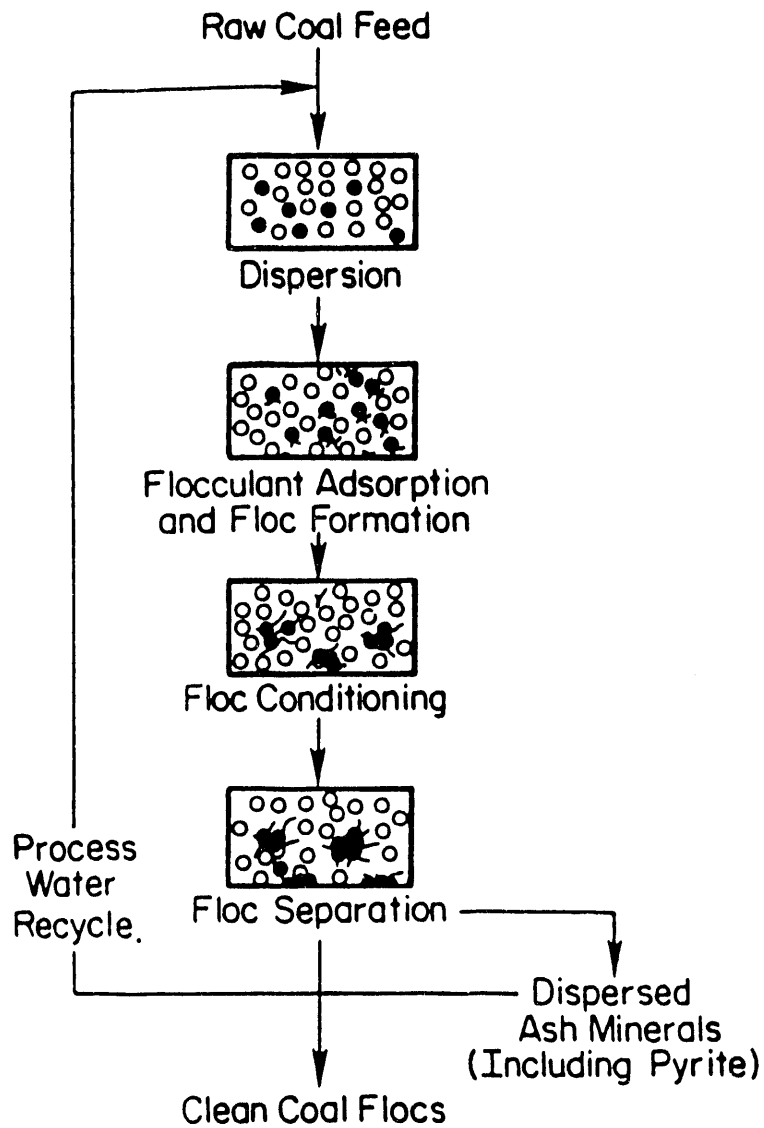 Raw Coal Feed
Dispersion
Flocculant Adsorption
and Floc Formation
Floc Conditioning
Process
Water
Recycle.
Floc Separation
Dispersed
Ash Minerals
(Including Pyrite)
Clean Coal Flocs